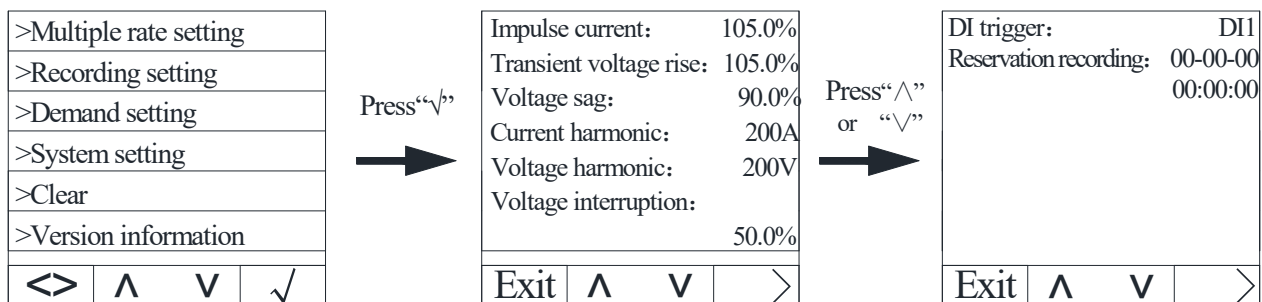 >Multiple rate setting
>Recording setting
>Demand setting
>System setting
>Clear
>Version information
<> ∧ ∨ √
Press“√”
Impulse current： 105.0%
Transient voltage rise： 105.0%
Voltage sag： 90.0%
Current harmonic： 200A
Voltage harmonic： 200V
Voltage interruption：
50.0%
Exit ∧ ∨ >
Press“∧”
or “∨”
DI trigger： DI1
Reservation recording： 00-00-00
00:00:00
Exit ∧ ∨ >